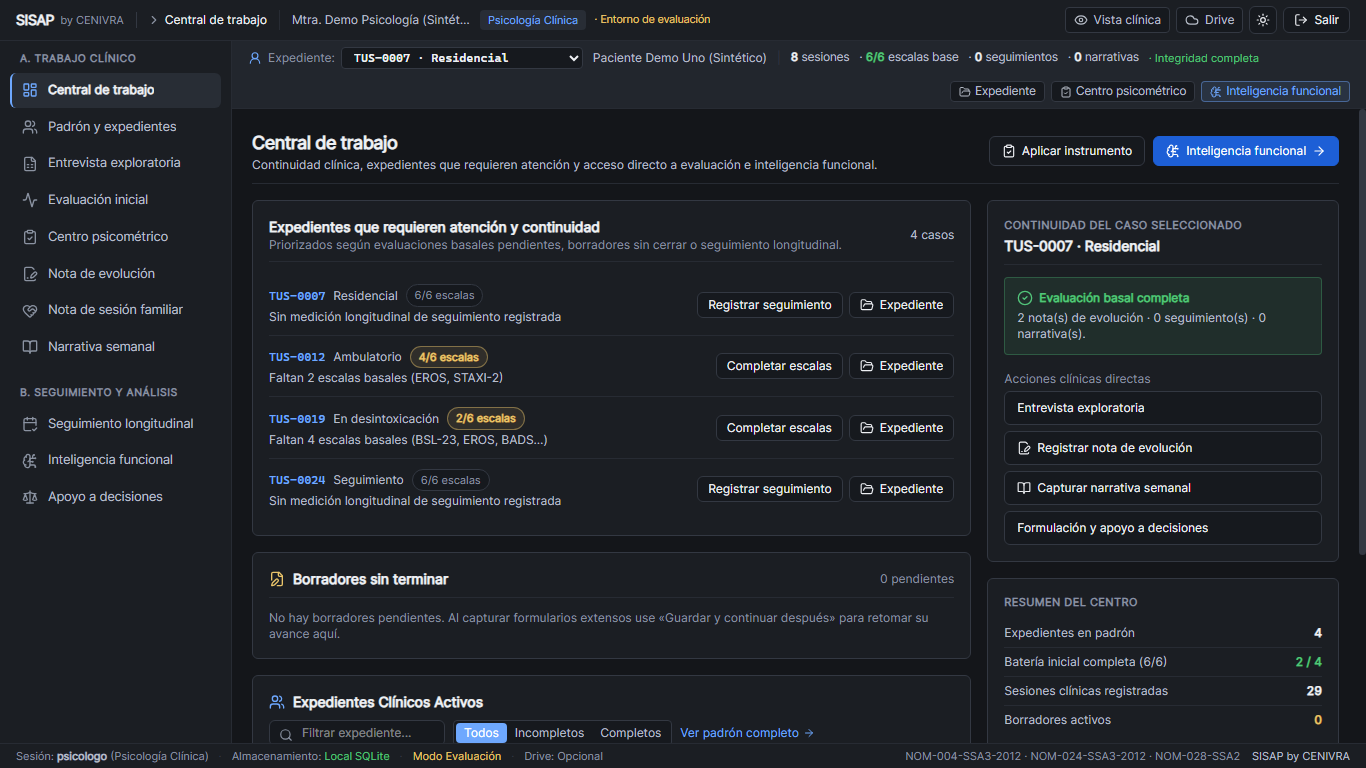 SISAP by CENIVRA
Central de trabajo
Mtra. Demo Psicología (Sintét...
Psicología Clínica
· Entorno de evaluación
Vista clínica
Drive
Salir
A. TRABAJO CLÍNICO
Central de trabajo
Padrón y expedientes
Entrevista exploratoria
Evaluación inicial
Centro psicométrico
Nota de evolución
Nota de sesión familiar
Narrativa semanal
B. SEGUIMIENTO Y ANÁLISIS
Seguimiento longitudinal
Inteligencia funcional
Apoyo a decisiones
Expediente: TUS-0007 · Residencial
Paciente Demo Uno (Sintético)
8 sesiones · 6/6 escalas base · 0 seguimientos · 0 narrativas · Integridad completa
Expediente
Centro psicométrico
Inteligencia funcional
Central de trabajo
Continuidad clínica, expedientes que requieren atención y acceso directo a evaluación e inteligencia funcional.
Aplicar instrumento
Inteligencia funcional →
Expedientes que requieren atención y continuidad
Priorizados según evaluaciones basales pendientes, borradores sin cerrar o seguimiento longitudinal.
4 casos
TUS-0007 Residencial 6/6 escalas
Sin medición longitudinal de seguimiento registrada
Registrar seguimiento
Expediente
TUS-0012 Ambulatorio 4/6 escalas
Faltan 2 escalas basales (EROS, STAXI-2)
Completar escalas
Expediente
TUS-0019 En desintoxicación 2/6 escalas
Faltan 4 escalas basales (BSL-23, EROS, BADS...)
Completar escalas
Expediente
TUS-0024 Seguimiento 6/6 escalas
Sin medición longitudinal de seguimiento registrada
Registrar seguimiento
Expediente
Borradores sin terminar
0 pendientes
No hay borradores pendientes. Al capturar formularios extensos use «Guardar y continuar después» para retomar su
avance aquí.
Expedientes Clínicos Activos
Filtrar expediente...
Todos
Incompletos
Completos
Ver padrón completo →
CONTINUIDAD DEL CASO SELECCIONADO
TUS-0007 · Residencial
Evaluación basal completa
2 nota(s) de evolución · 0 seguimiento(s) · 0
narrativa(s).
Acciones clínicas directas
Entrevista exploratoria
Registrar nota de evolución
Capturar narrativa semanal
Formulación y apoyo a decisiones
RESUMEN DEL CENTRO
Expedientes en padrón 4
Batería inicial completa (6/6) 2 / 4
Sesiones clínicas registradas 29
Borradores activos 0
Sesión: psicologo (Psicología Clínica) · Almacenamiento: Local SQLite · Modo Evaluación · Drive: Opcional
NOM-004-SSA3-2012 · NOM-024-SSA3-2012 · NOM-028-SSA2 SISAP by CENIVRA